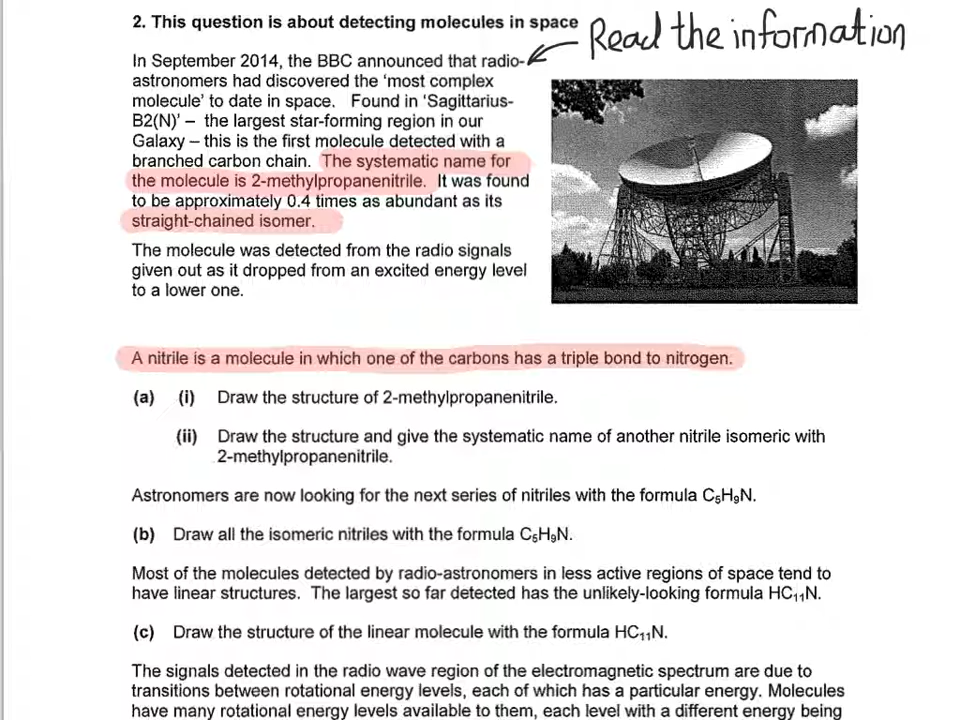 2. This question is about detecting molecules in space
Read the information
In September 2014, the BBC announced that radio-
astronomers had discovered the ‘most complex
molecule’ to date in space. Found in ‘Sagittarius-
B2(N)’ – the largest star-forming region in our
Galaxy – this is the first molecule detected with a
branched carbon chain. The systematic name for
the molecule is 2-methylpropanenitrile. It was found
to be approximately 0.4 times as abundant as its
straight-chained isomer.
The molecule was detected from the radio signals
given out as it dropped from an excited energy level
to a lower one.
A nitrile is a molecule in which one of the carbons has a triple bond to nitrogen.
(a) (i) Draw the structure of 2-methylpropanenitrile.
(ii) Draw the structure and give the systematic name of another nitrile isomeric with
2-methylpropanenitrile.
Astronomers are now looking for the next series of nitriles with the formula C₅H₉N.
(b) Draw all the isomeric nitriles with the formula C₅H₉N.
Most of the molecules detected by radio-astronomers in less active regions of space tend to
have linear structures. The largest so far detected has the unlikely-looking formula HC₁₁N.
(c) Draw the structure of the linear molecule with the formula HC₁₁N.
The signals detected in the radio wave region of the electromagnetic spectrum are due to
transitions between rotational energy levels, each of which has a particular energy. Molecules
have many rotational energy levels available to them, each level with a different energy being